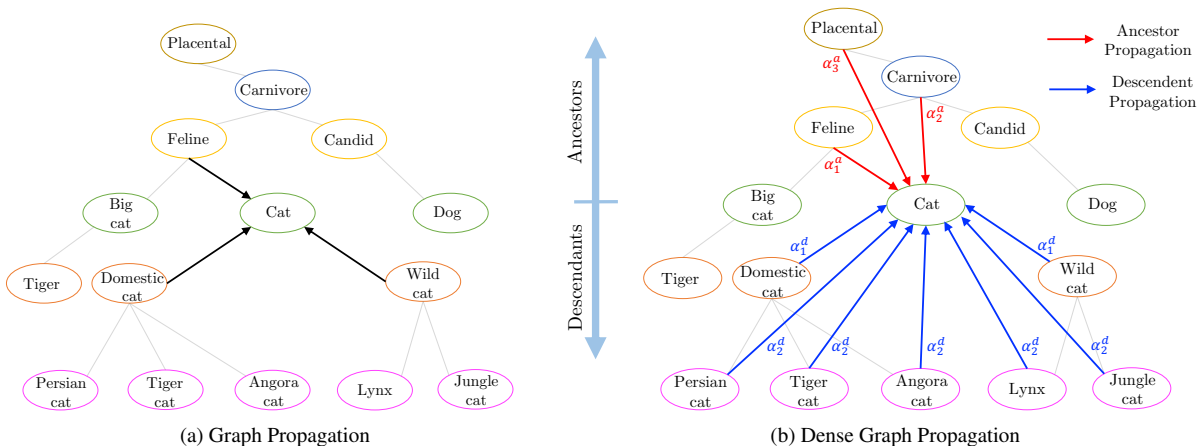 Placental
Carnivore
Feline
Candid
Big
cat
Cat
Dog
Tiger
Domestic
cat
Wild
cat
Persian
cat
Tiger
cat
Angora
cat
Lynx
Jungle
cat
(a) Graph Propagation
Ancestors
Descendants
Placental
α₃ᵃ
Carnivore
α₂ᵃ
Feline
Candid
α₁ᵃ
Big
cat
Cat
Dog
α₁ᵈ
α₁ᵈ
Tiger
Domestic
cat
Wild
cat
α₂ᵈ
α₂ᵈ
α₂ᵈ
α₂ᵈ
α₂ᵈ
Persian
cat
Tiger
cat
Angora
cat
Lynx
Jungle
cat
Ancestor
Propagation
Descendent
Propagation
(b) Dense Graph Propagation